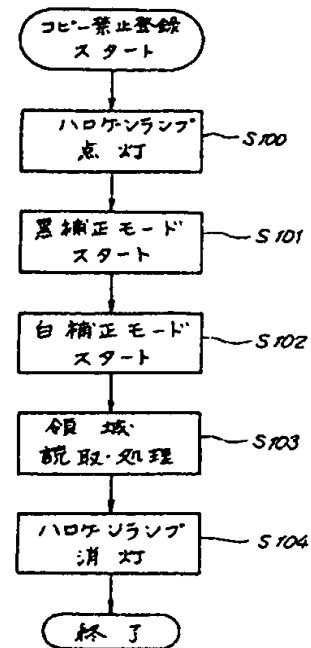 コピー禁止登録
スタート
ハロゲンランプ
点灯
S100
黒補正モード
スタート
S101
白補正モード
スタート
S102
領域
読取・処理
S103
ハロゲンランプ
消灯
S104
終了